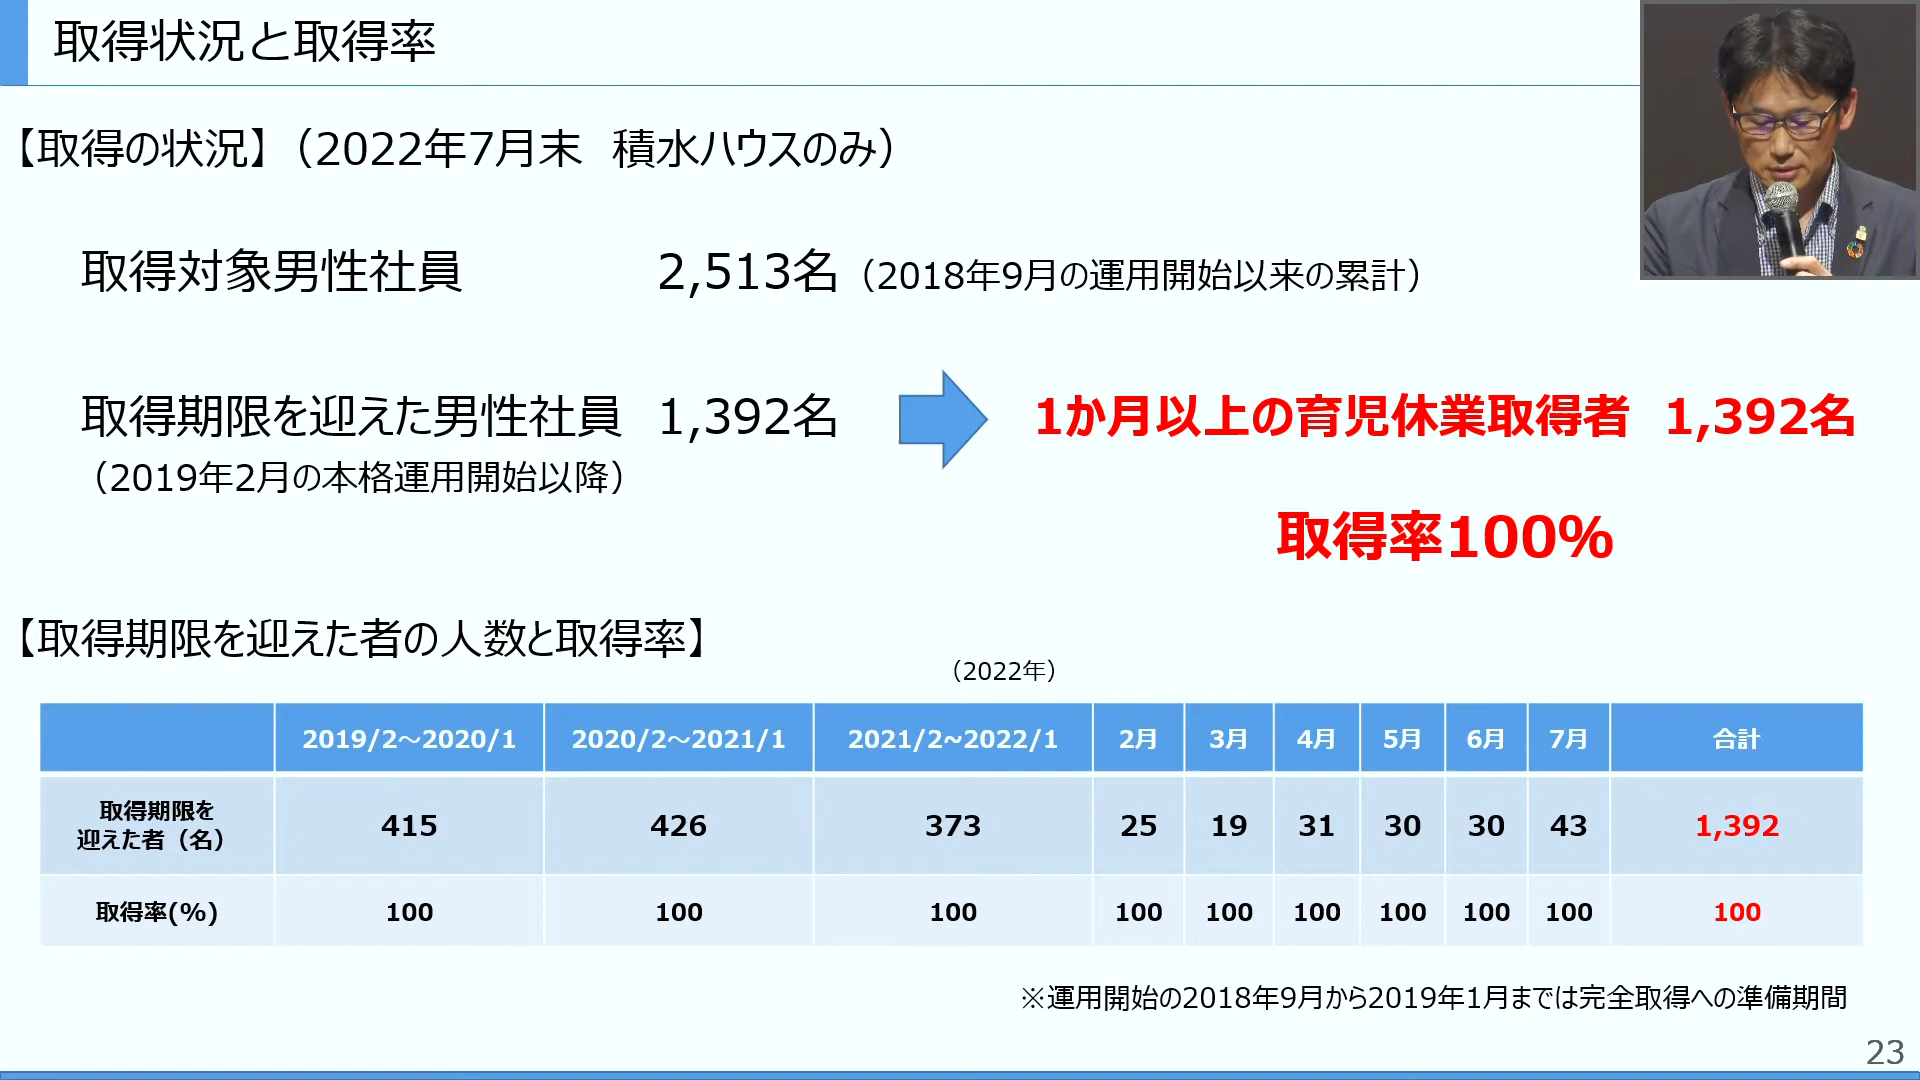 取得状況と取得率
【取得の状況】（2022年7月末　積水ハウスのみ）
取得対象男性社員　2,513名（2018年9月の運用開始以来の累計）
取得期限を迎えた男性社員　1,392名　1か月以上の育児休業取得者　1,392名
（2019年2月の本格運用開始以降）
取得率100%
【取得期限を迎えた者の人数と取得率】
（2022年）
2019/2～2020/1　2020/2～2021/1　2021/2~2022/1　2月　3月　4月　5月　6月　7月　合計
取得期限を
迎えた者（名）　415　426　373　25　19　31　30　30　43　1,392
取得率(%)　100　100　100　100　100　100　100　100　100　100
※運用開始の2018年9月から2019年1月までは完全取得への準備期間
23